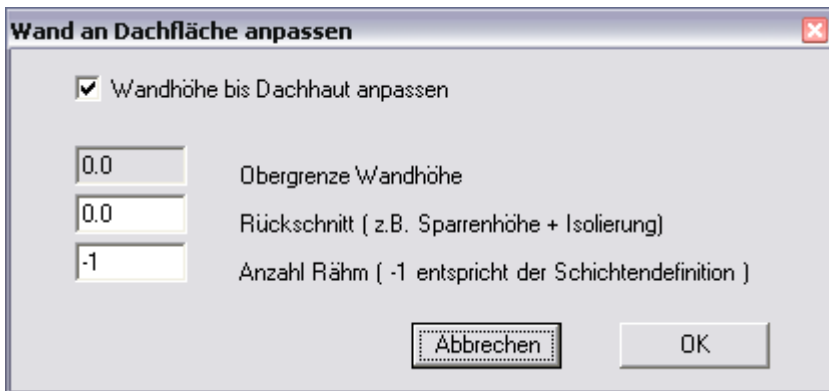 Wand an Dachfläche anpassen
Wandhöhe bis Dachhaut anpassen
0.0 Obergrenze Wandhöhe
0.0 Rückschnitt ( z.B. Sparrenhöhe + Isolierung)
-1 Anzahl Rähm ( -1 entspricht der Schichtendefinition )
Abbrechen OK